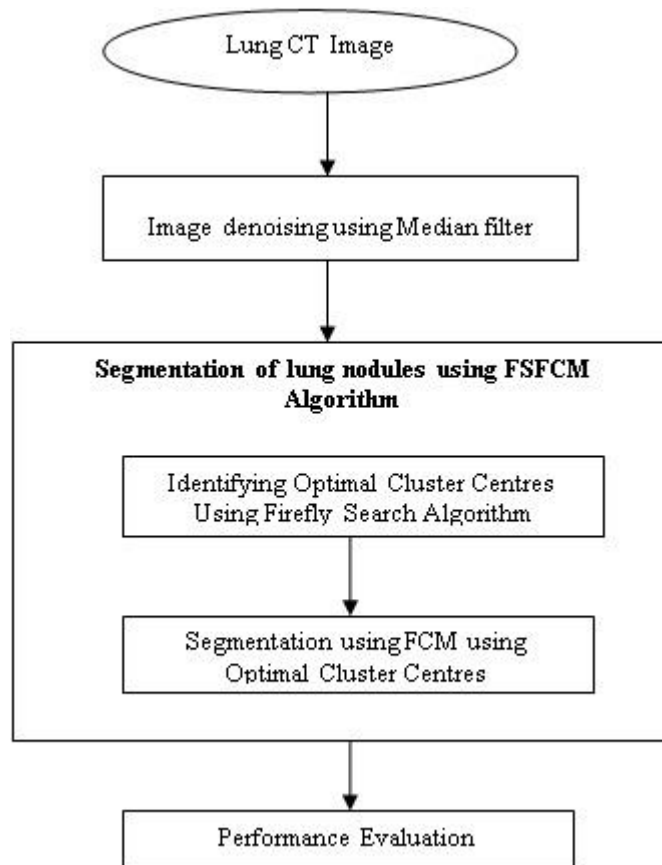 Lung CT Image
Image denoising using Median filter
Segmentation of lung nodules using FSFCM
Algorithm
Identifying Optimal Cluster Centres
Using Firefly Search Algorithm
Segmentation using FCM using
Optimal Cluster Centres
Performance Evaluation